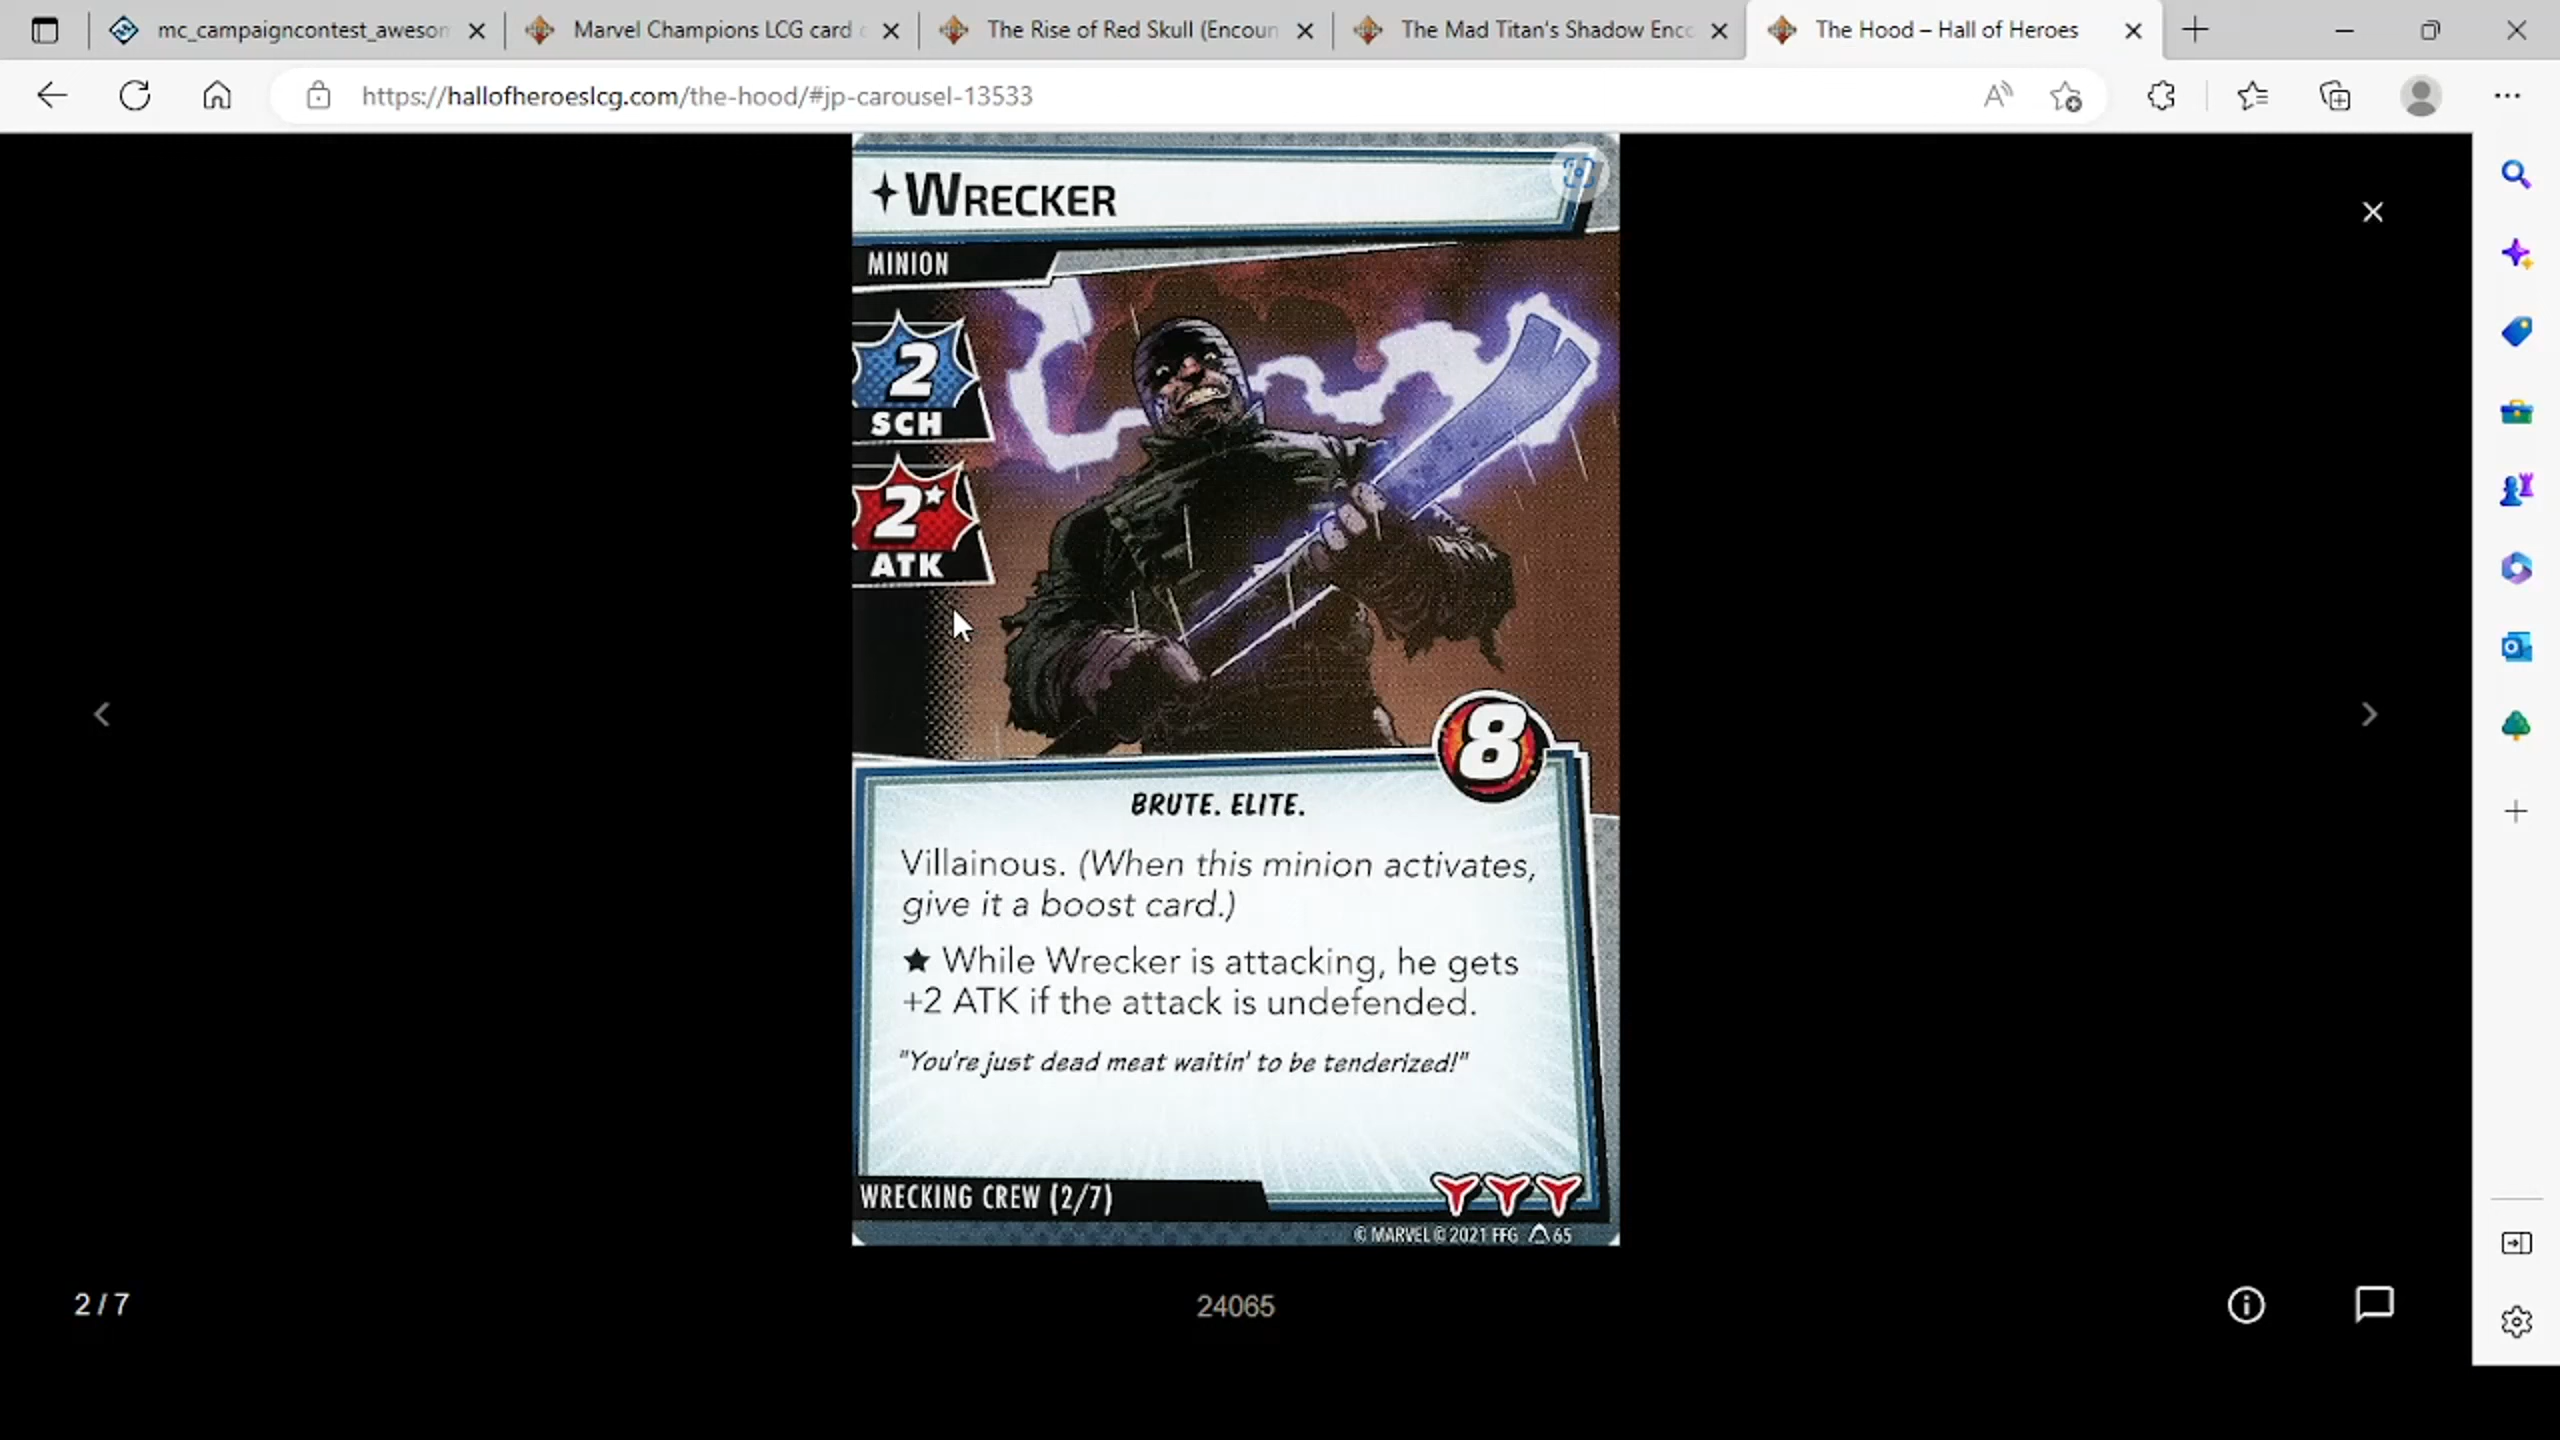 mc_campaigncontest_aweson
Marvel Champions LCG card
The Rise of Red Skull (Encoun
The Mad Titan's Shadow Enc
The Hood – Hall of Heroes
https://hallofheroeslcg.com/the-hood/#jp-carousel-13533
WRECKER
MINION
2
SCH
2
ATK
8
BRUTE. ELITE.
Villainous. (When this minion activates,
give it a boost card.)
★ While Wrecker is attacking, he gets
+2 ATK if the attack is undefended.
"You're just dead meat waitin' to be tenderized!"
WRECKING CREW (2/7)
© MARVEL © 2021 FFG 65
2 / 7
24065